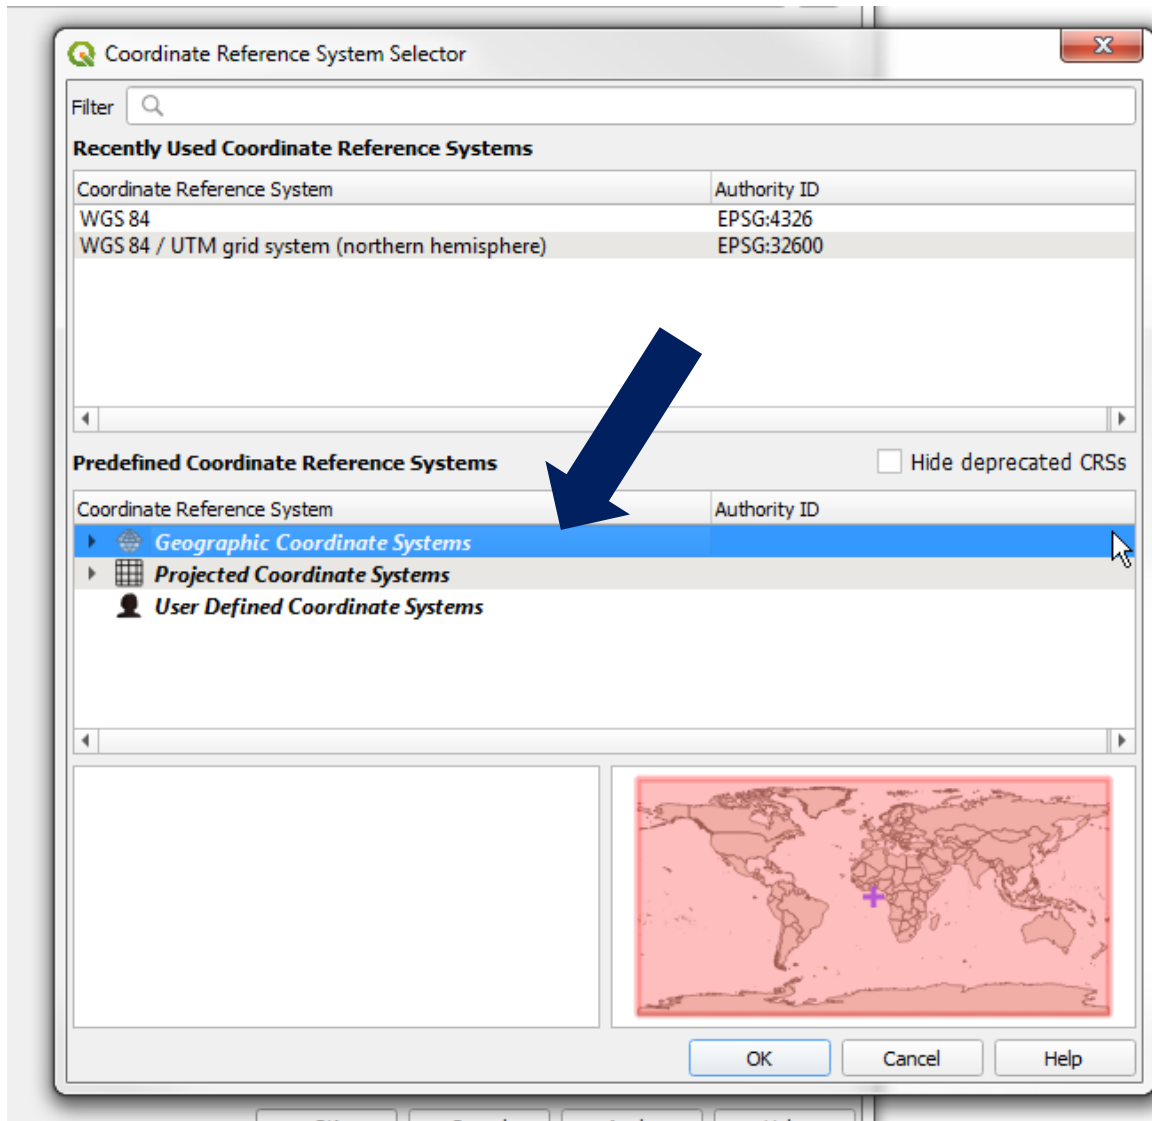 Coordinate Reference System Selector
Filter
Recently Used Coordinate Reference Systems
Coordinate Reference System Authority ID
WGS 84 EPSG:4326
WGS 84 / UTM grid system (northern hemisphere) EPSG:32600
Predefined Coordinate Reference Systems Hide deprecated CRSs
Coordinate Reference System Authority ID
Geographic Coordinate Systems
Projected Coordinate Systems
User Defined Coordinate Systems
OK Cancel Help